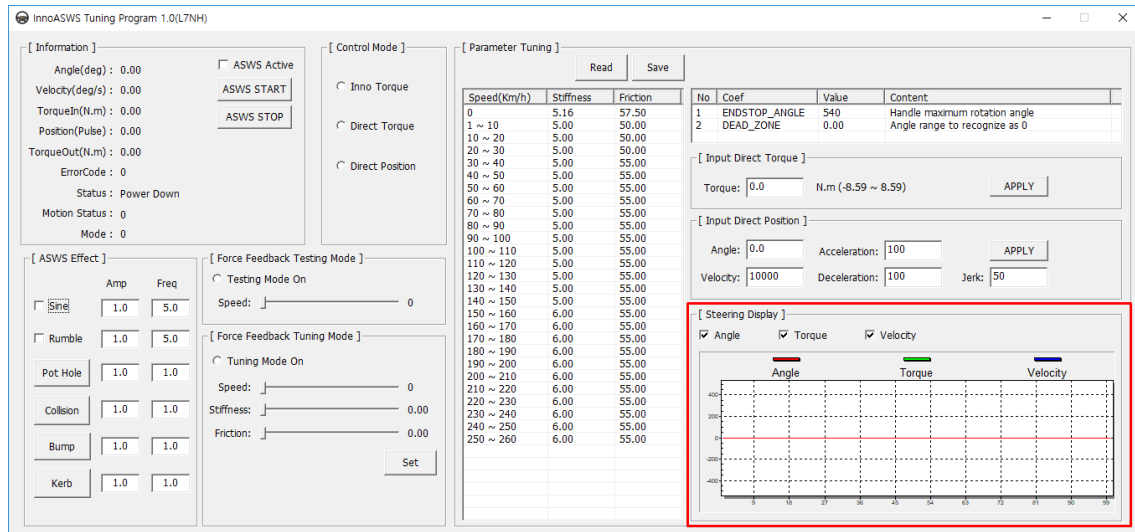 InnoASWS Tuning Program 1.0(L7NH)
[ Information ]
Angle(deg) : 0.00
Velocity(deg/s) : 0.00
TorqueIn(N.m) : 0.00
Position(Pulse) : 0.00
TorqueOut(N.m) : 0.00
ErrorCode : 0
Status : Power Down
Motion Status : 0
Mode : 0
ASWS Active
ASWS START
ASWS STOP
[ Control Mode ]
Inno Torque
Direct Torque
Direct Position
[ ASWS Effect ]
Amp Freq
Sine 1.0 5.0
Rumble 1.0 5.0
Pot Hole 1.0 1.0
Collision 1.0 1.0
Bump 1.0 1.0
Kerb 1.0 1.0
[ Force Feedback Testing Mode ]
Testing Mode On
Speed: 0
[ Force Feedback Tuning Mode ]
Tuning Mode On
Speed: 0
Stiffness: 0.00
Friction: 0.00
Set
[ Parameter Tuning ]
Read Save
Speed(Km/h) Stiffness Friction
0 5.16 57.50
1 ~ 10 5.00 50.00
10 ~ 20 5.00 50.00
20 ~ 30 5.00 50.00
30 ~ 40 5.00 55.00
40 ~ 50 5.00 55.00
50 ~ 60 5.00 55.00
60 ~ 70 5.00 55.00
70 ~ 80 5.00 55.00
80 ~ 90 5.00 55.00
90 ~ 100 5.00 55.00
100 ~ 110 5.00 55.00
110 ~ 120 5.00 55.00
120 ~ 130 5.00 55.00
130 ~ 140 5.00 55.00
140 ~ 150 5.00 55.00
150 ~ 160 6.00 55.00
160 ~ 170 6.00 55.00
170 ~ 180 6.00 55.00
180 ~ 190 6.00 55.00
190 ~ 200 6.00 55.00
200 ~ 210 6.00 55.00
210 ~ 220 6.00 55.00
220 ~ 230 6.00 55.00
230 ~ 240 6.00 55.00
240 ~ 250 6.00 55.00
250 ~ 260 6.00 55.00
No Coef Value Content
1 ENDSTOP_ANGLE 540 Handle maximum rotation angle
2 DEAD_ZONE 0.00 Angle range to recognize as 0
[ Input Direct Torque ]
Torque: 0.0 N.m (-8.59 ~ 8.59) APPLY
[ Input Direct Position ]
Angle: 0.0 Acceleration: 100 APPLY
Velocity: 10000 Deceleration: 100 Jerk: 50
[ Steering Display ]
Angle Torque Velocity
Angle Torque Velocity
400
200
0
-200
-400
9 18 27 36 45 54 63 72 81 90 99